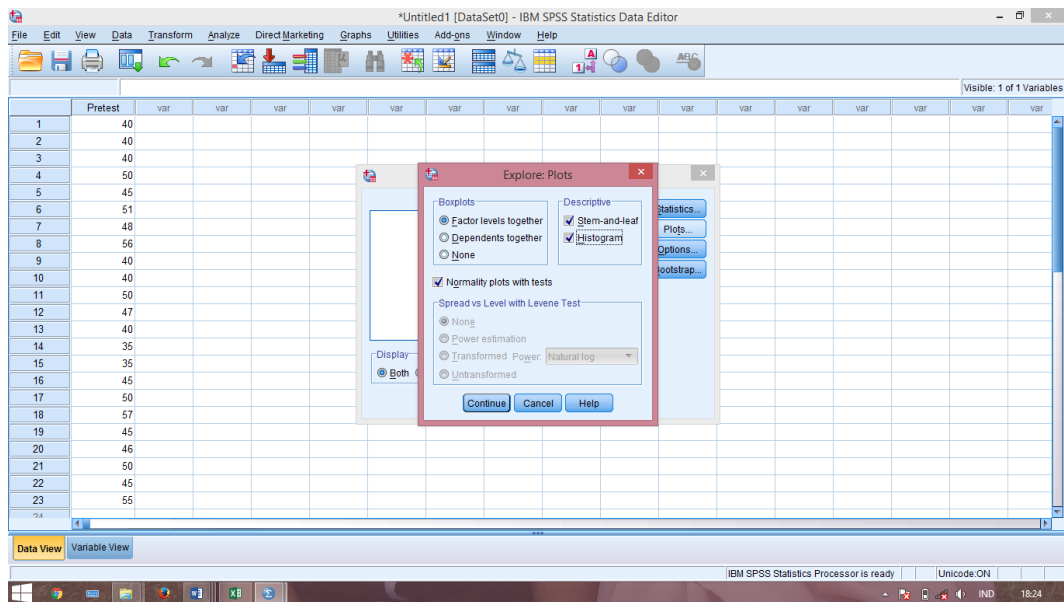 *Untitled1 [DataSet0] - IBM SPSS Statistics Data Editor
File Edit View Data Transform Analyze Direct Marketing Graphs Utilities Add-ons Window Help
Visible: 1 of 1 Variables
Pretest var var var var var var var var var var var var var var var var
1 40
2 40
3 40
4 50
5 45
6 51
7 48
8 56
9 40
10 40
11 50
12 47
13 40
14 35
15 35
16 45
17 50
18 57
19 45
20 46
21 50
22 45
23 55
24
Explore: Plots
Boxplots
Factor levels together
Dependents together
None
Descriptive
Stem-and-leaf
Histogram
Normality plots with tests
Spread vs Level with Levene Test
None
Power estimation
Transformed Power: Natural log
Untransformed
Continue Cancel Help
Statistics...
Plots...
Options...
Bootstrap...
Display
Both
Data View Variable View
IBM SPSS Statistics Processor is ready Unicode:ON
IND 18:24